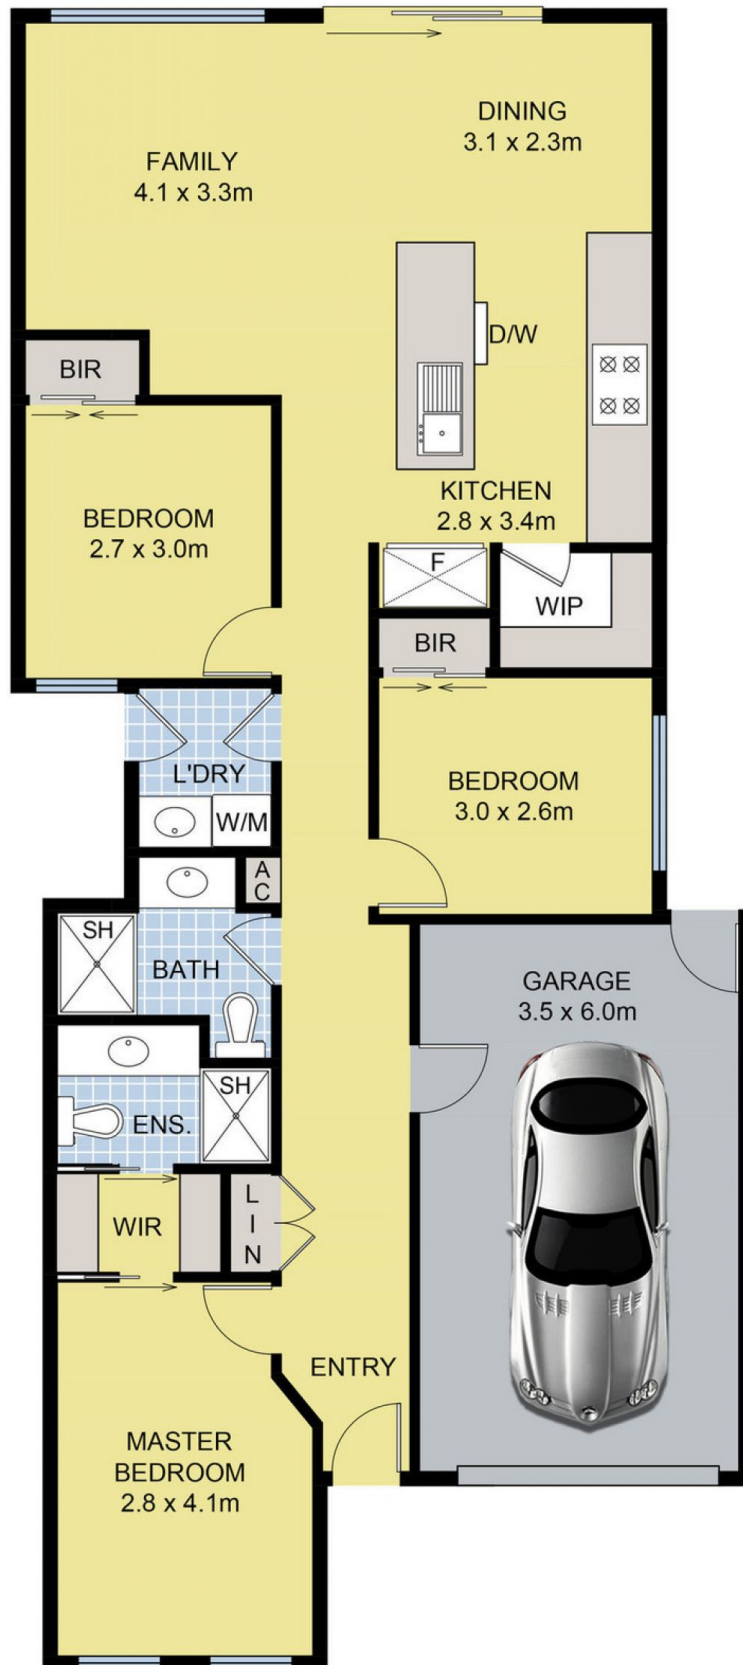 DINING
3.1 x 2.3m
FAMILY
4.1 x 3.3m
D/W
BIR
KITCHEN
2.8 x 3.4m
BEDROOM
2.7 x 3.0m
F
WIP
BIR
L'DRY
W/M
BEDROOM
3.0 x 2.6m
A
C
SH
BATH
GARAGE
3.5 x 6.0m
SH
ENS.
WIR
L
I
N
ENTRY
MASTER
BEDROOM
2.8 x 4.1m